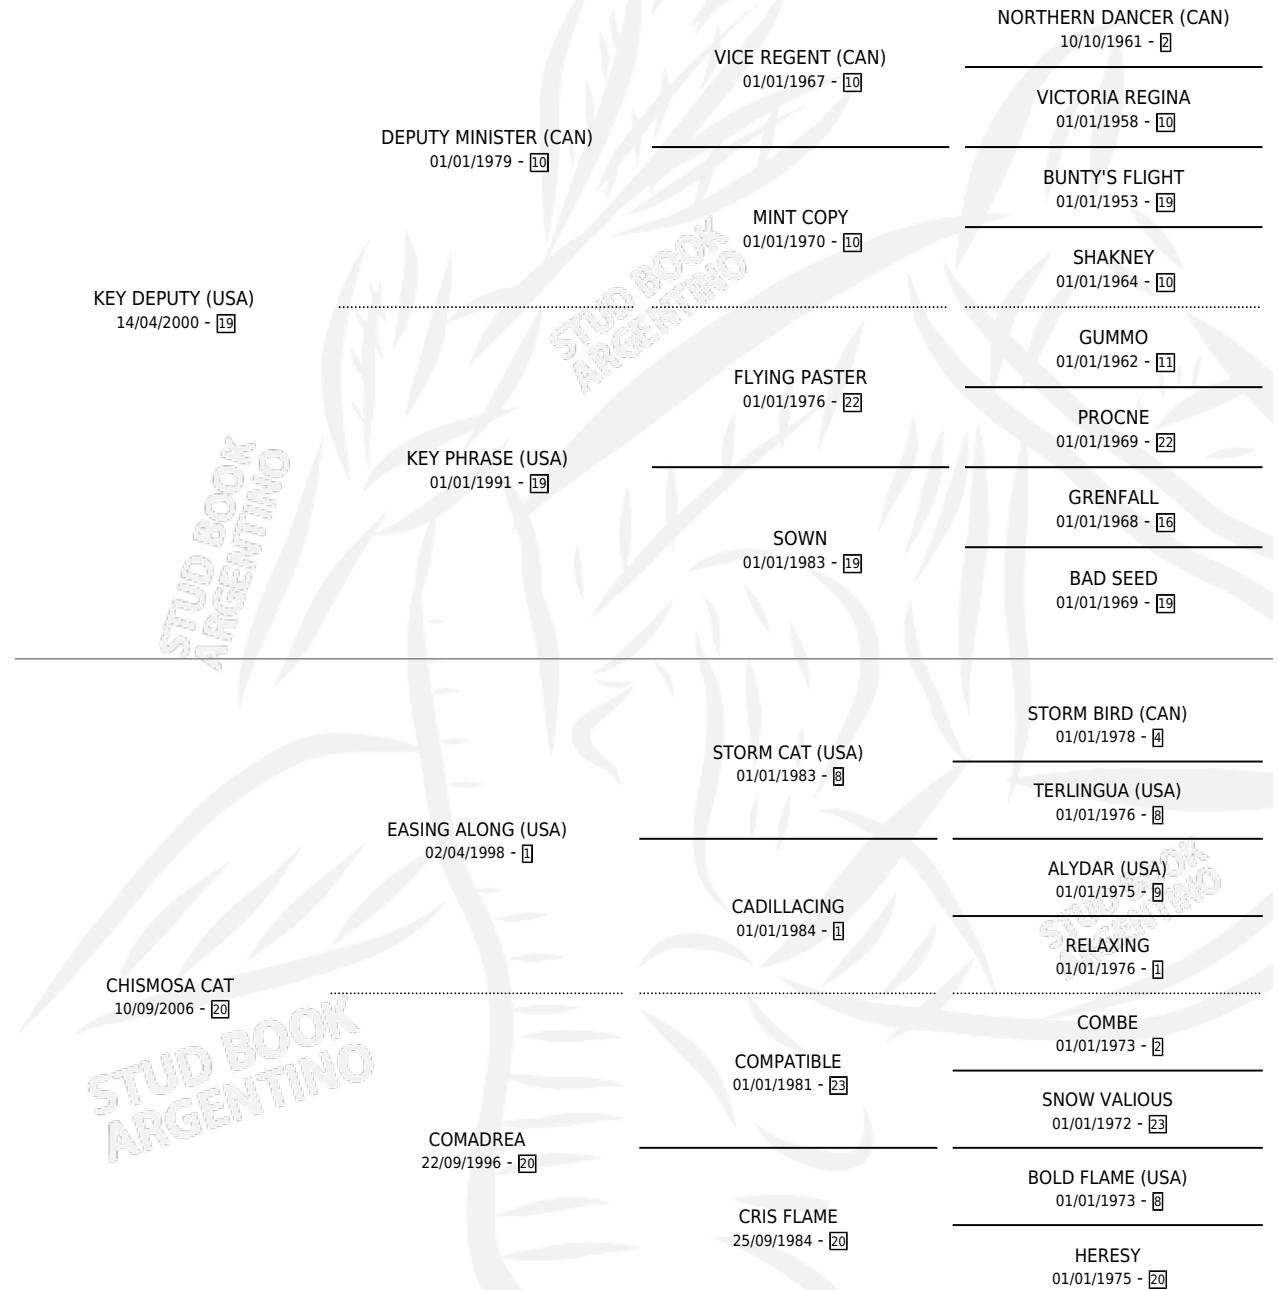 NORTHERN DANCER (CAN)
10/10/1961 - 2
VICE REGENT (CAN)
01/01/1967 - 10
VICTORIA REGINA
01/01/1958 - 10
DEPUTY MINISTER (CAN)
01/01/1979 - 10
BUNTY'S FLIGHT
01/01/1953 - 19
MINT COPY
01/01/1970 - 10
SHAKNEY
01/01/1964 - 10
KEY DEPUTY (USA)
14/04/2000 - 19
STUD BOOK
ARGENTINO
GUMMO
01/01/1962 - 11
FLYING PASTER
01/01/1976 - 22
PROCNE
01/01/1969 - 22
KEY PHRASE (USA)
01/01/1991 - 19
GRENFALL
01/01/1968 - 16
SOWN
01/01/1983 - 19
BAD SEED
01/01/1969 - 19
STUD BOOK
ARGENTINO
STORM BIRD (CAN)
01/01/1978 - 4
STORM CAT (USA)
01/01/1983 - 8
TERLINGUA (USA)
01/01/1976 - 8
EASING ALONG (USA)
02/04/1998 - 1
ALYDAR (USA)
01/01/1975 - 9
CADILLACING
01/01/1984 - 1
STUD BOOK
ARGENTINO
RELAXING
01/01/1976 - 1
CHISMOSA CAT
10/09/2006 - 20
COMBE
01/01/1973 - 2
STUD BOOK
ARGENTINO
COMPATIBLE
01/01/1981 - 23
SNOW VALIOUS
01/01/1972 - 23
COMADREA
22/09/1996 - 20
BOLD FLAME (USA)
01/01/1973 - 8
CRIS FLAME
25/09/1984 - 20
HERESY
01/01/1975 - 20